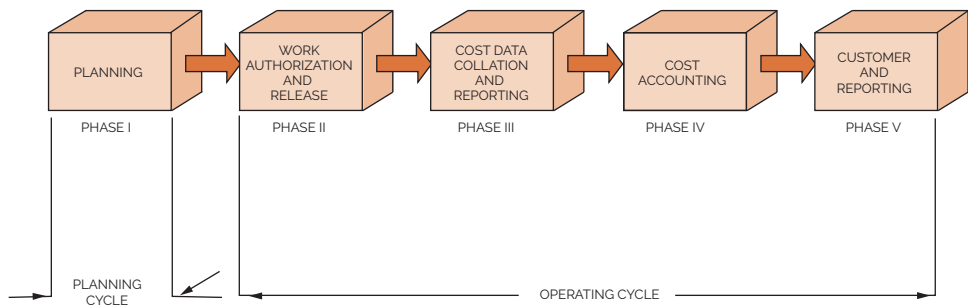 PLANNING
WORK
AUTHORIZATION
AND
RELEASE
COST DATA
COLLATION
AND
REPORTING
COST
ACCOUNTING
CUSTOMER
AND
REPORTING
PHASE I
PHASE II
PHASE III
PHASE IV
PHASE V
PLANNING
CYCLE
OPERATING CYCLE